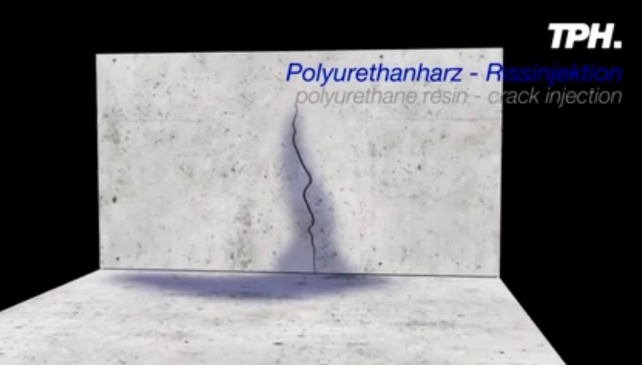 TPH.
Polyurethanharz - Rissinjektion
polyurethane resin - crack injection